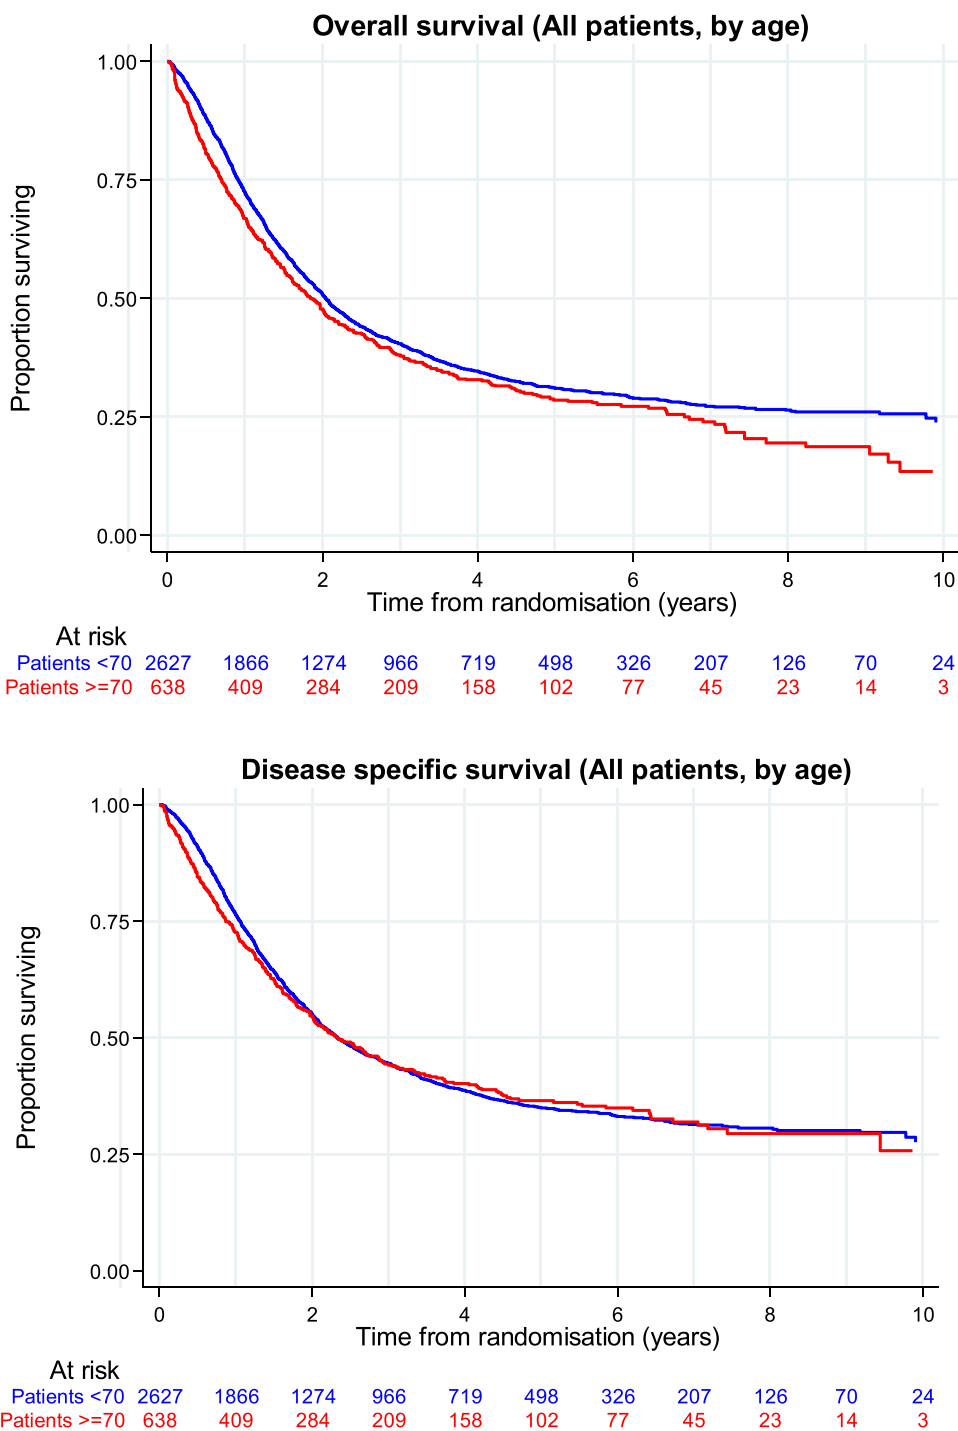 Overall survival (All patients, by age)
Proportion surviving
1.00
0.75
0.50
0.25
0.00
0 2 4 6 8 10
Time from randomisation (years)
At risk
Patients <70 2627 1866 1274 966 719 498 326 207 126 70 24
Patients >=70 638 409 284 209 158 102 77 45 23 14 3
Disease specific survival (All patients, by age)
Proportion surviving
1.00
0.75
0.50
0.25
0.00
0 2 4 6 8 10
Time from randomisation (years)
At risk
Patients <70 2627 1866 1274 966 719 498 326 207 126 70 24
Patients >=70 638 409 284 209 158 102 77 45 23 14 3